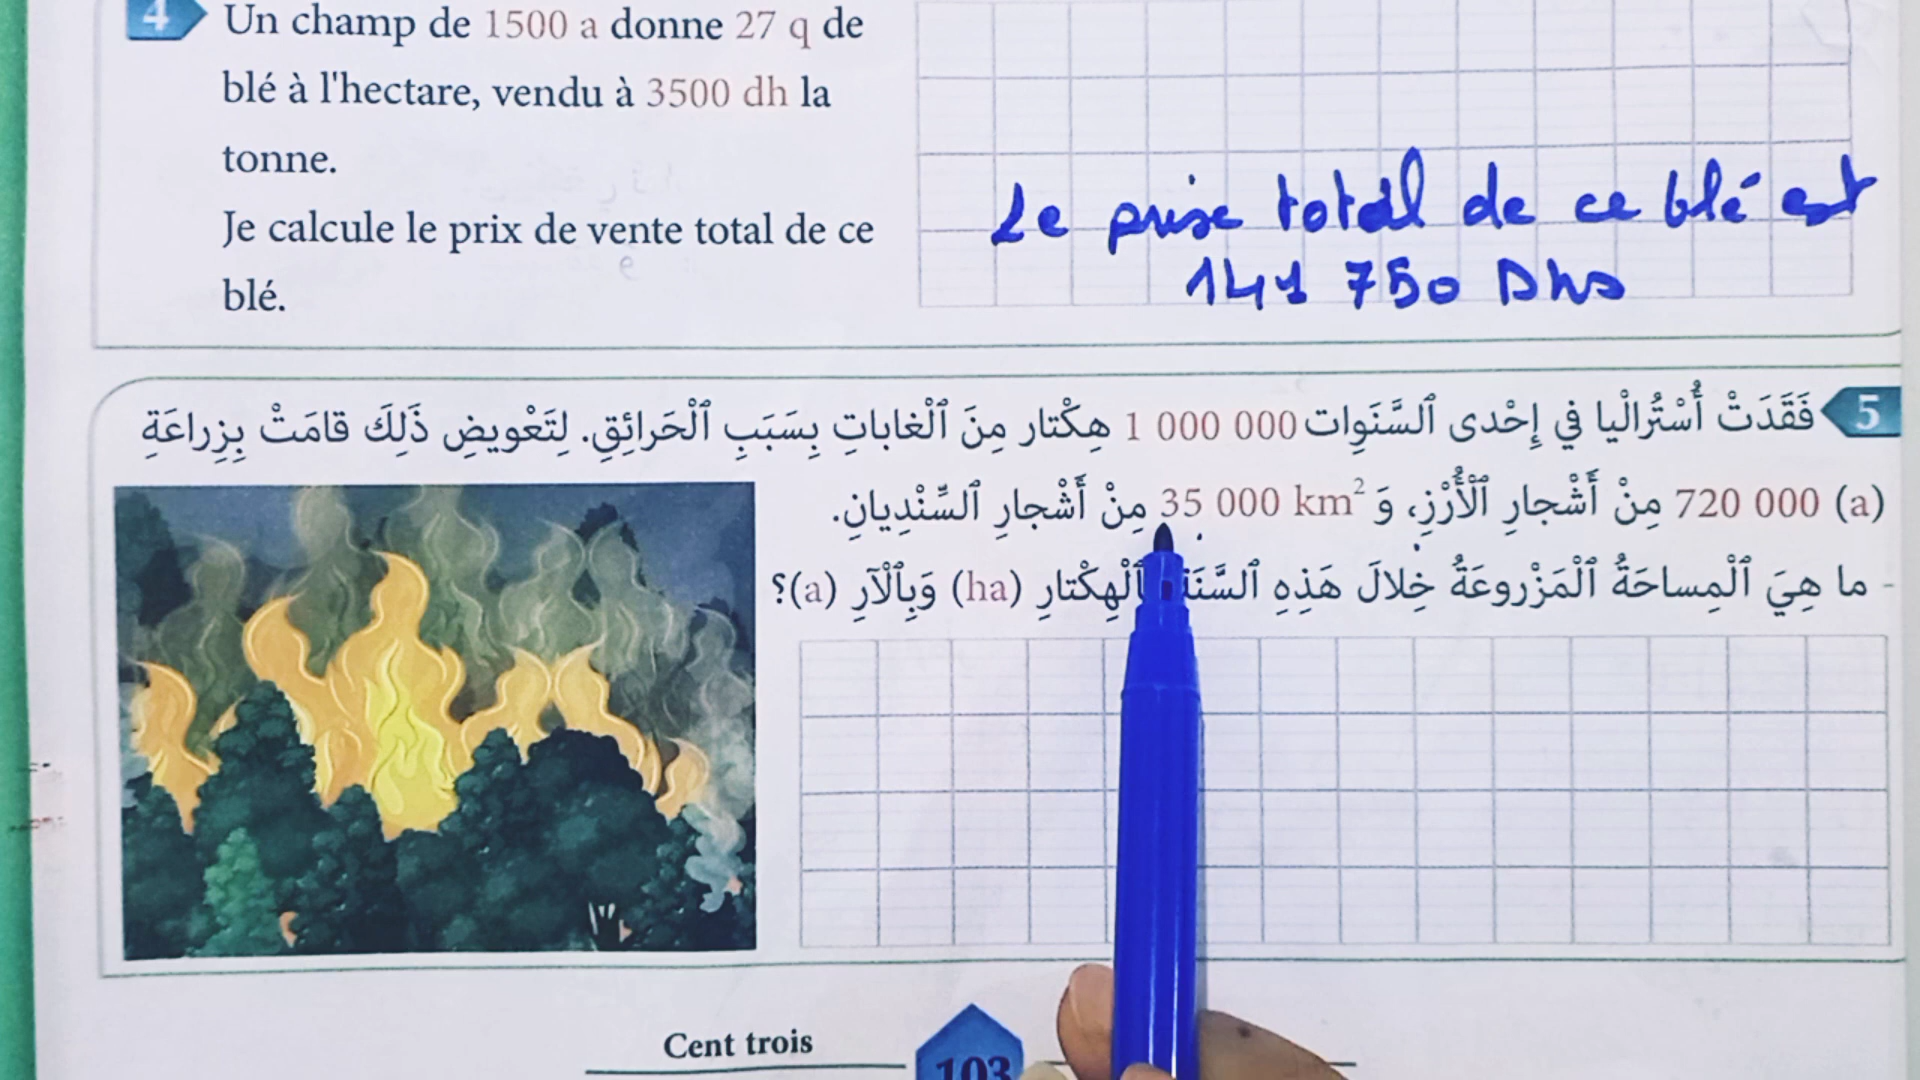 4
Un champ de 1500 a donne 27 q de
blé à l'hectare, vendu à 3500 dh la
tonne.
Je calcule le prix de vente total de ce
blé.
Le prix total de ce blé est
141 750 Dhs
5
فَقَدَتْ أُسْتُرالْيا في إِحْدى ٱلسَّنَوات 1 000 000 هِكْتار مِنَ ٱلْغاباتِ بِسَبَبِ ٱلْحَرائِقِ. لِتَعْويضِ ذَلِكَ قامَتْ بِزِراعَةِ
720 000 (a) مِنْ أَشْجارِ ٱلْأَرْزِ، وَ 35 000 km² مِنْ أَشْجارِ ٱلسِّنْدِيانِ.
- ما هِيَ ٱلْمِساحَةُ ٱلْمَزْروعَةُ خِلالَ هَذِهِ ٱلْهِكْتارِ (ha) وَبِٱلْآرِ (a)؟
Cent trois
103